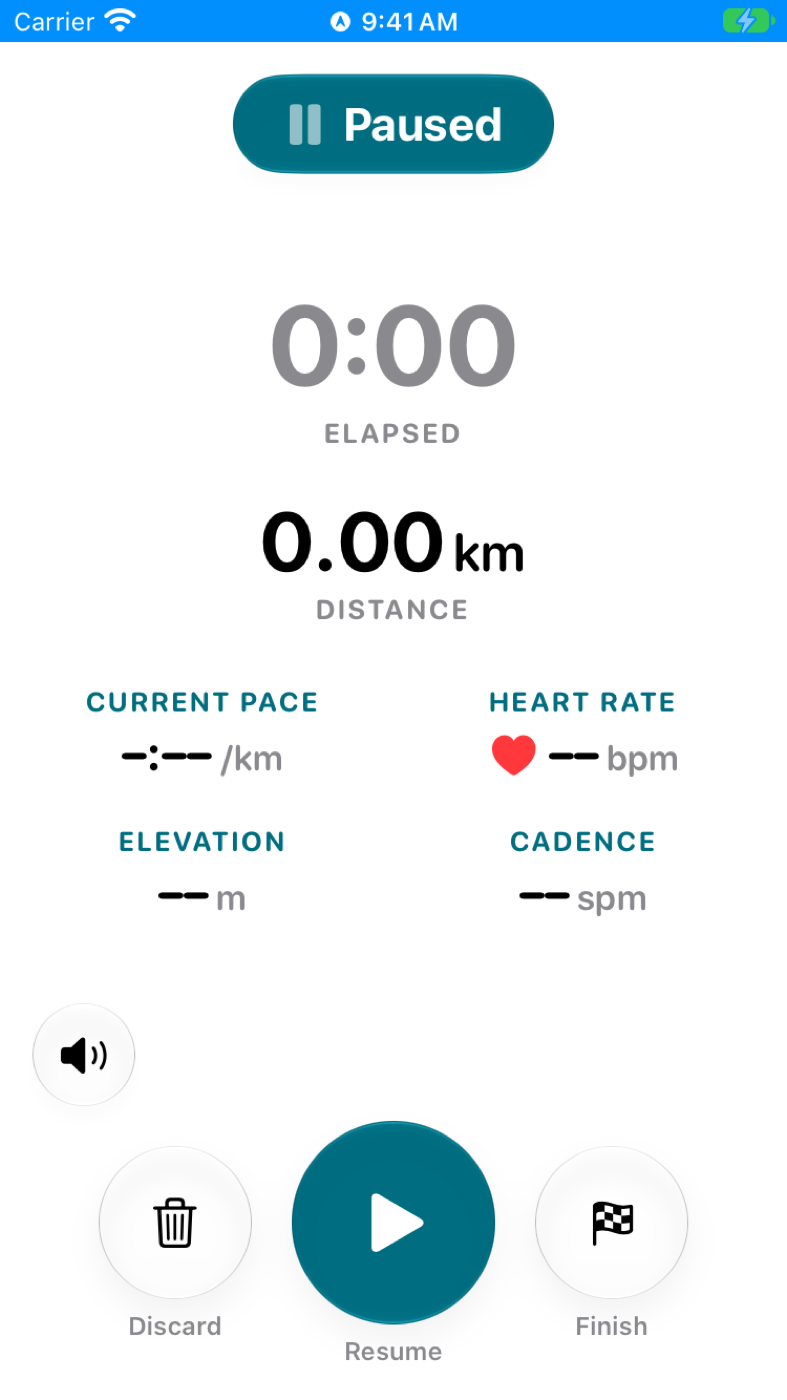 Carrier 9:41 AM
Paused
0:00
ELAPSED
0.00 km
DISTANCE
CURRENT PACE
–:–– /km
HEART RATE
–– bpm
ELEVATION
–– m
CADENCE
–– spm
Discard
Resume
Finish